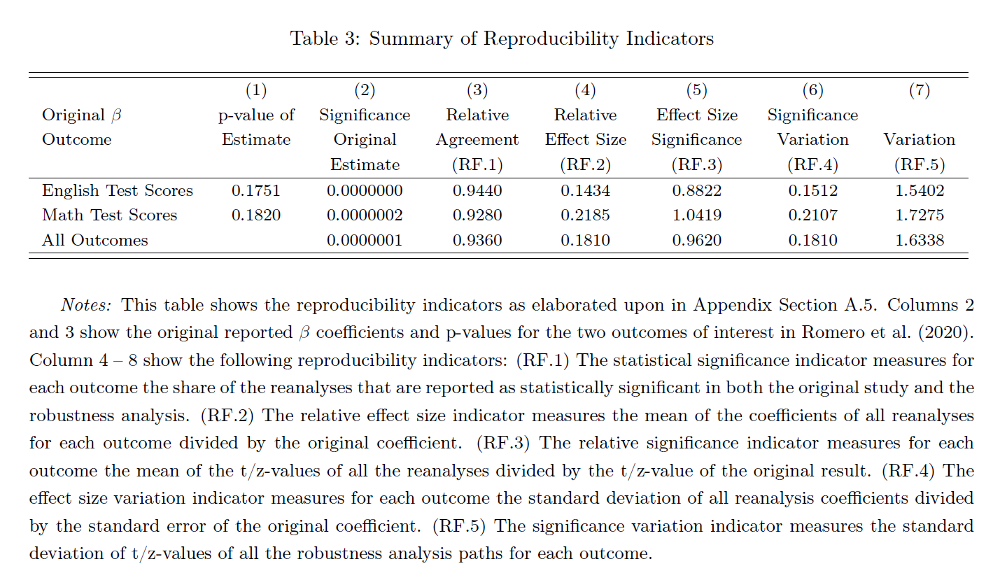 Table 3: Summary of Reproducibility Indicators
(1) (2) (3) (4) (5) (6) (7)
Original β p-value of Significance Relative Relative Effect Size Significance
Outcome Estimate Original Agreement Effect Size Significance Variation Variation
Estimate (RF.1) (RF.2) (RF.3) (RF.4) (RF.5)
English Test Scores 0.1751 0.0000000 0.9440 0.1434 0.8822 0.1512 1.5402
Math Test Scores 0.1820 0.0000002 0.9280 0.2185 1.0419 0.2107 1.7275
All Outcomes 0.0000001 0.9360 0.1810 0.9620 0.1810 1.6338
Notes: This table shows the reproducibility indicators as elaborated upon in Appendix Section A.5. Columns 2
and 3 show the original reported β coefficients and p-values for the two outcomes of interest in Romero et al. (2020).
Column 4 – 8 show the following reproducibility indicators: (RF.1) The statistical significance indicator measures for
each outcome the share of the reanalyses that are reported as statistically significant in both the original study and the
robustness analysis. (RF.2) The relative effect size indicator measures the mean of the coefficients of all reanalyses
for each outcome divided by the original coefficient. (RF.3) The relative significance indicator measures for each
outcome the mean of the t/z-values of all the reanalyses divided by the t/z-value of the original result. (RF.4) The
effect size variation indicator measures for each outcome the standard deviation of all reanalysis coefficients divided
by the standard error of the original coefficient. (RF.5) The significance variation indicator measures the standard
deviation of t/z-values of all the robustness analysis paths for each outcome.